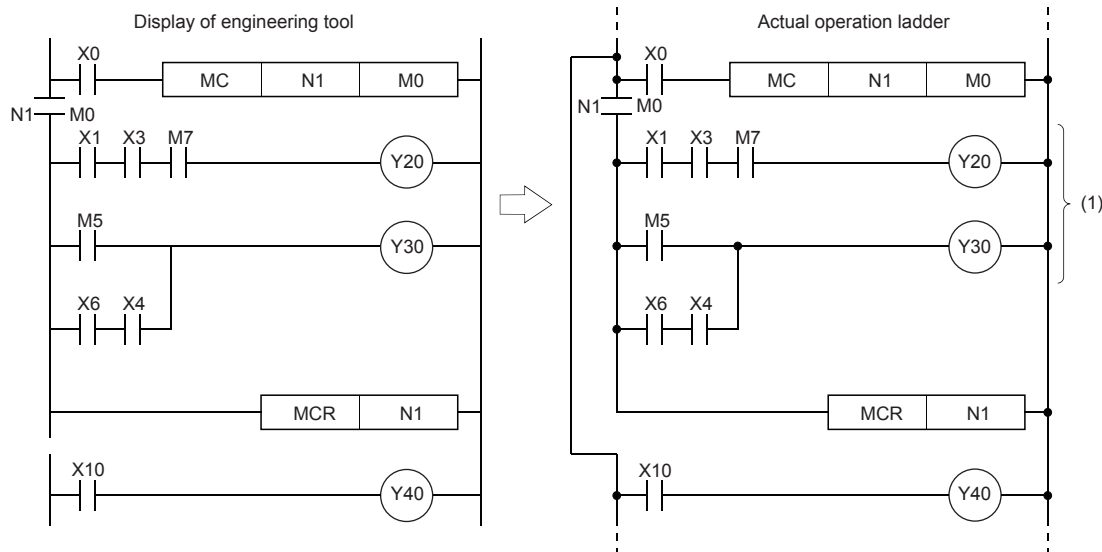 Display of engineering tool
X0
MC N1 M0
N1 M0
X1 X3 M7
Y20
M5
Y30
X6 X4
MCR N1
X10
Y40
Actual operation ladder
X0
MC N1 M0
N1 M0
X1 X3 M7
Y20
(1)
M5
Y30
X6 X4
MCR N1
X10
Y40